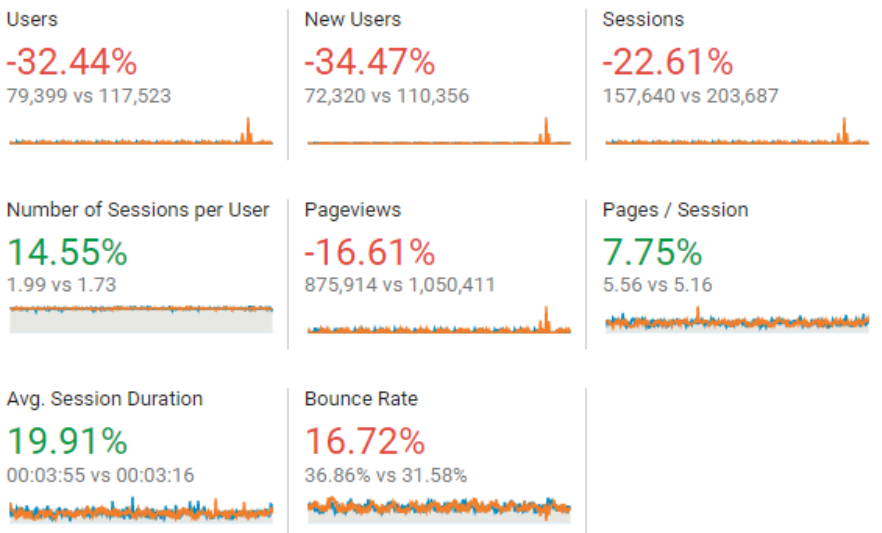 Users
-32.44%
79,399 vs 117,523
New Users
-34.47%
72,320 vs 110,356
Sessions
-22.61%
157,640 vs 203,687
Number of Sessions per User
14.55%
1.99 vs 1.73
Pageviews
-16.61%
875,914 vs 1,050,411
Pages / Session
7.75%
5.56 vs 5.16
Avg. Session Duration
19.91%
00:03:55 vs 00:03:16
Bounce Rate
16.72%
36.86% vs 31.58%